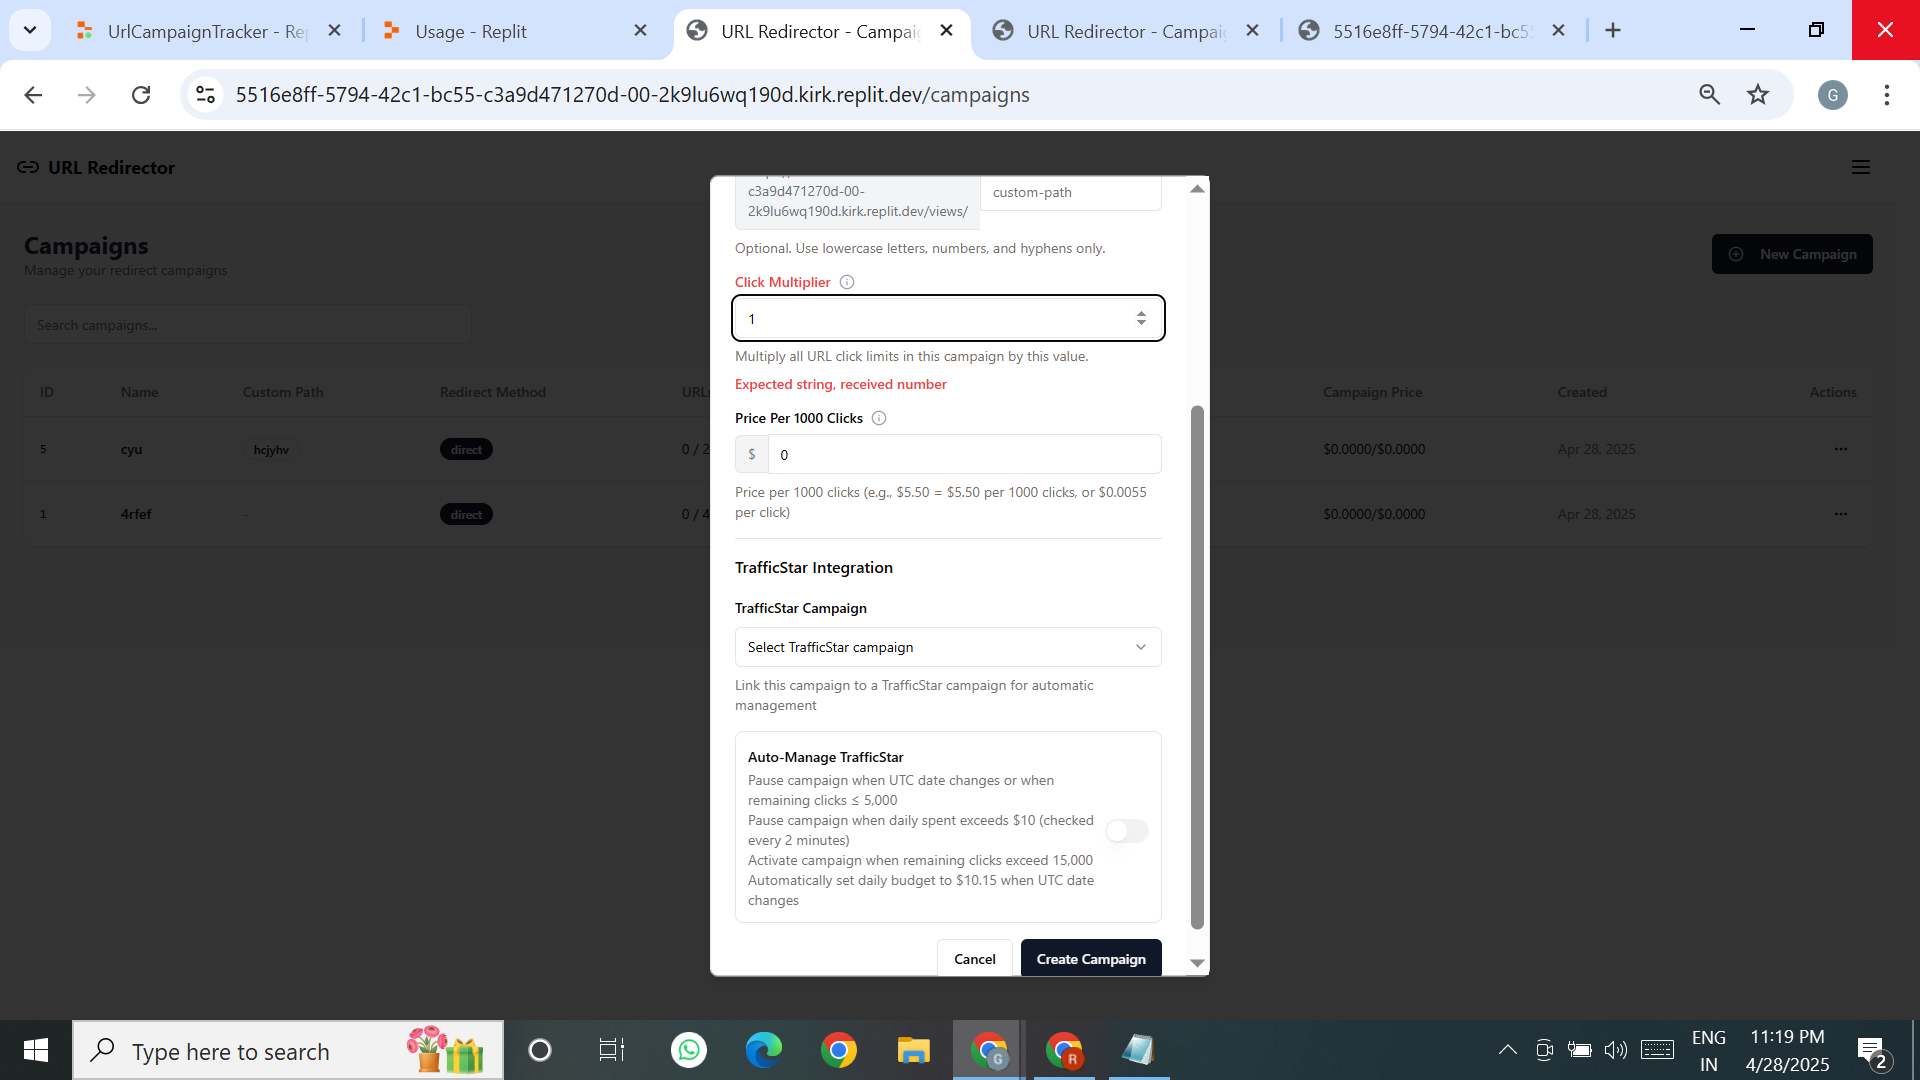 UrlCampaignTracker - Re
Usage - Replit
URL Redirector - Campai
URL Redirector - Campai
5516e8ff-5794-42c1-bc5
5516e8ff-5794-42c1-bc55-c3a9d471270d-00-2k9lu6wq190d.kirk.replit.dev/campaigns
G
URL Redirector
Campaigns
Manage your redirect campaigns
New Campaign
Search campaigns...
ID Name Custom Path Redirect Method URLs Campaign Price Created Actions
5 cyu hcjyhv direct 0 / 2 $0.0000/$0.0000 Apr 28, 2025 ...
1 4rfef - direct 0 / 4 $0.0000/$0.0000 Apr 28, 2025 ...
c3a9d471270d-00-
2k9lu6wq190d.kirk.replit.dev/views/
custom-path
Optional. Use lowercase letters, numbers, and hyphens only.
Click Multiplier
1
Multiply all URL click limits in this campaign by this value.
Expected string, received number
Price Per 1000 Clicks
$ 0
Price per 1000 clicks (e.g., $5.50 = $5.50 per 1000 clicks, or $0.0055
per click)
TrafficStar Integration
TrafficStar Campaign
Select TrafficStar campaign
Link this campaign to a TrafficStar campaign for automatic
management
Auto-Manage TrafficStar
Pause campaign when UTC date changes or when
remaining clicks ≤ 5,000
Pause campaign when daily spent exceeds $10 (checked
every 2 minutes)
Activate campaign when remaining clicks exceed 15,000
Automatically set daily budget to $10.15 when UTC date
changes
Cancel
Create Campaign
Type here to search
G
R
ENG
IN
11:19 PM
4/28/2025
2